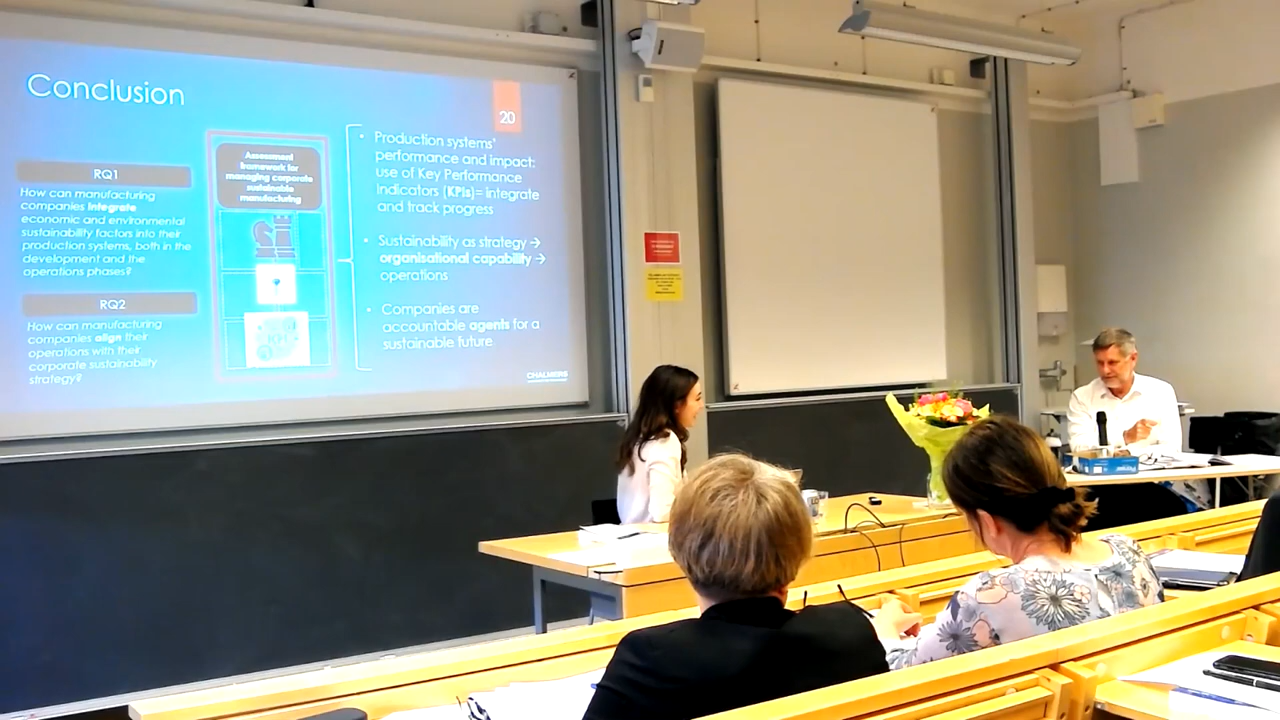 Conclusion
20
RQ1
How can manufacturing
companies integrate
economic and environmental
sustainability factors into their
production systems, both in the
development and the
operations phases?
RQ2
How can manufacturing
companies align their
operations with their
corporate sustainability
strategy?
Assessment
framework for
managing corporate
sustainable
manufacturing
• Production systems'
performance and impact:
use of Key Performance
Indicators (KPIs)= integrate
and track progress
• Sustainability as strategy →
organisational capability →
operations
• Companies are
accountable agents for a
sustainable future
CHALMERS